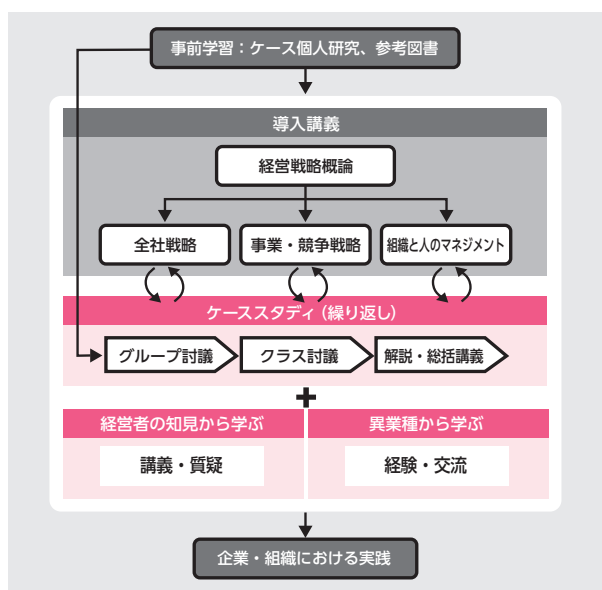 事前学習：ケース個人研究、参考図書
導入講義
経営戦略概論
全社戦略
事業・競争戦略
組織と人のマネジメント
ケーススタディ（繰り返し）
グループ討議
クラス討議
解説・総括講義
+
経営者の知見から学ぶ
異業種から学ぶ
講義・質疑
経験・交流
企業・組織における実践